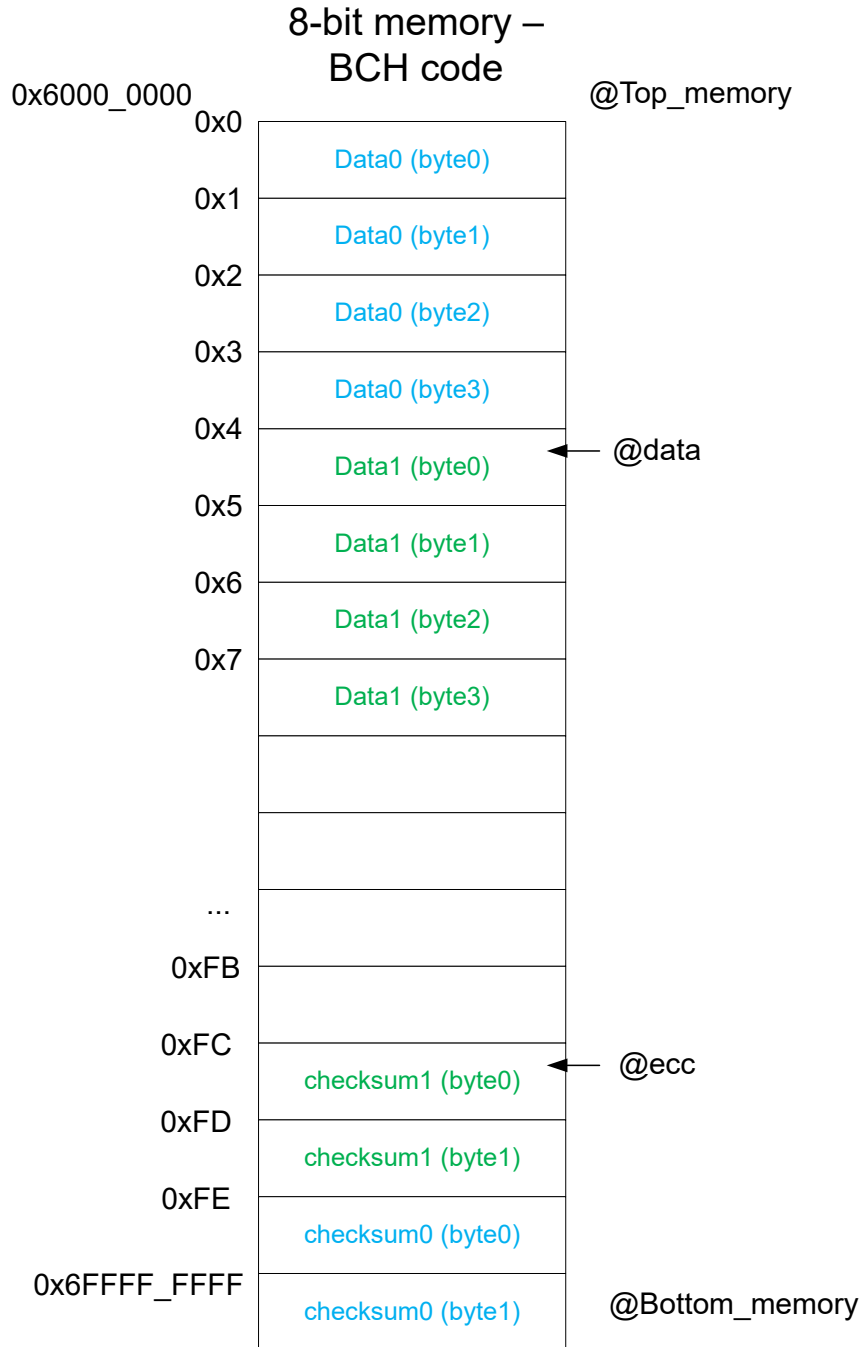 8-bit memory –
BCH code
0x6000_0000
@Top_memory
0x0
Data0 (byte0)
0x1
Data0 (byte1)
0x2
Data0 (byte2)
0x3
Data0 (byte3)
0x4
@data
Data1 (byte0)
0x5
Data1 (byte1)
0x6
Data1 (byte2)
0x7
Data1 (byte3)
...
0xFB
0xFC
@ecc
checksum1 (byte0)
0xFD
checksum1 (byte1)
0xFE
checksum0 (byte0)
0x6FFFF_FFFF
@Bottom_memory
checksum0 (byte1)